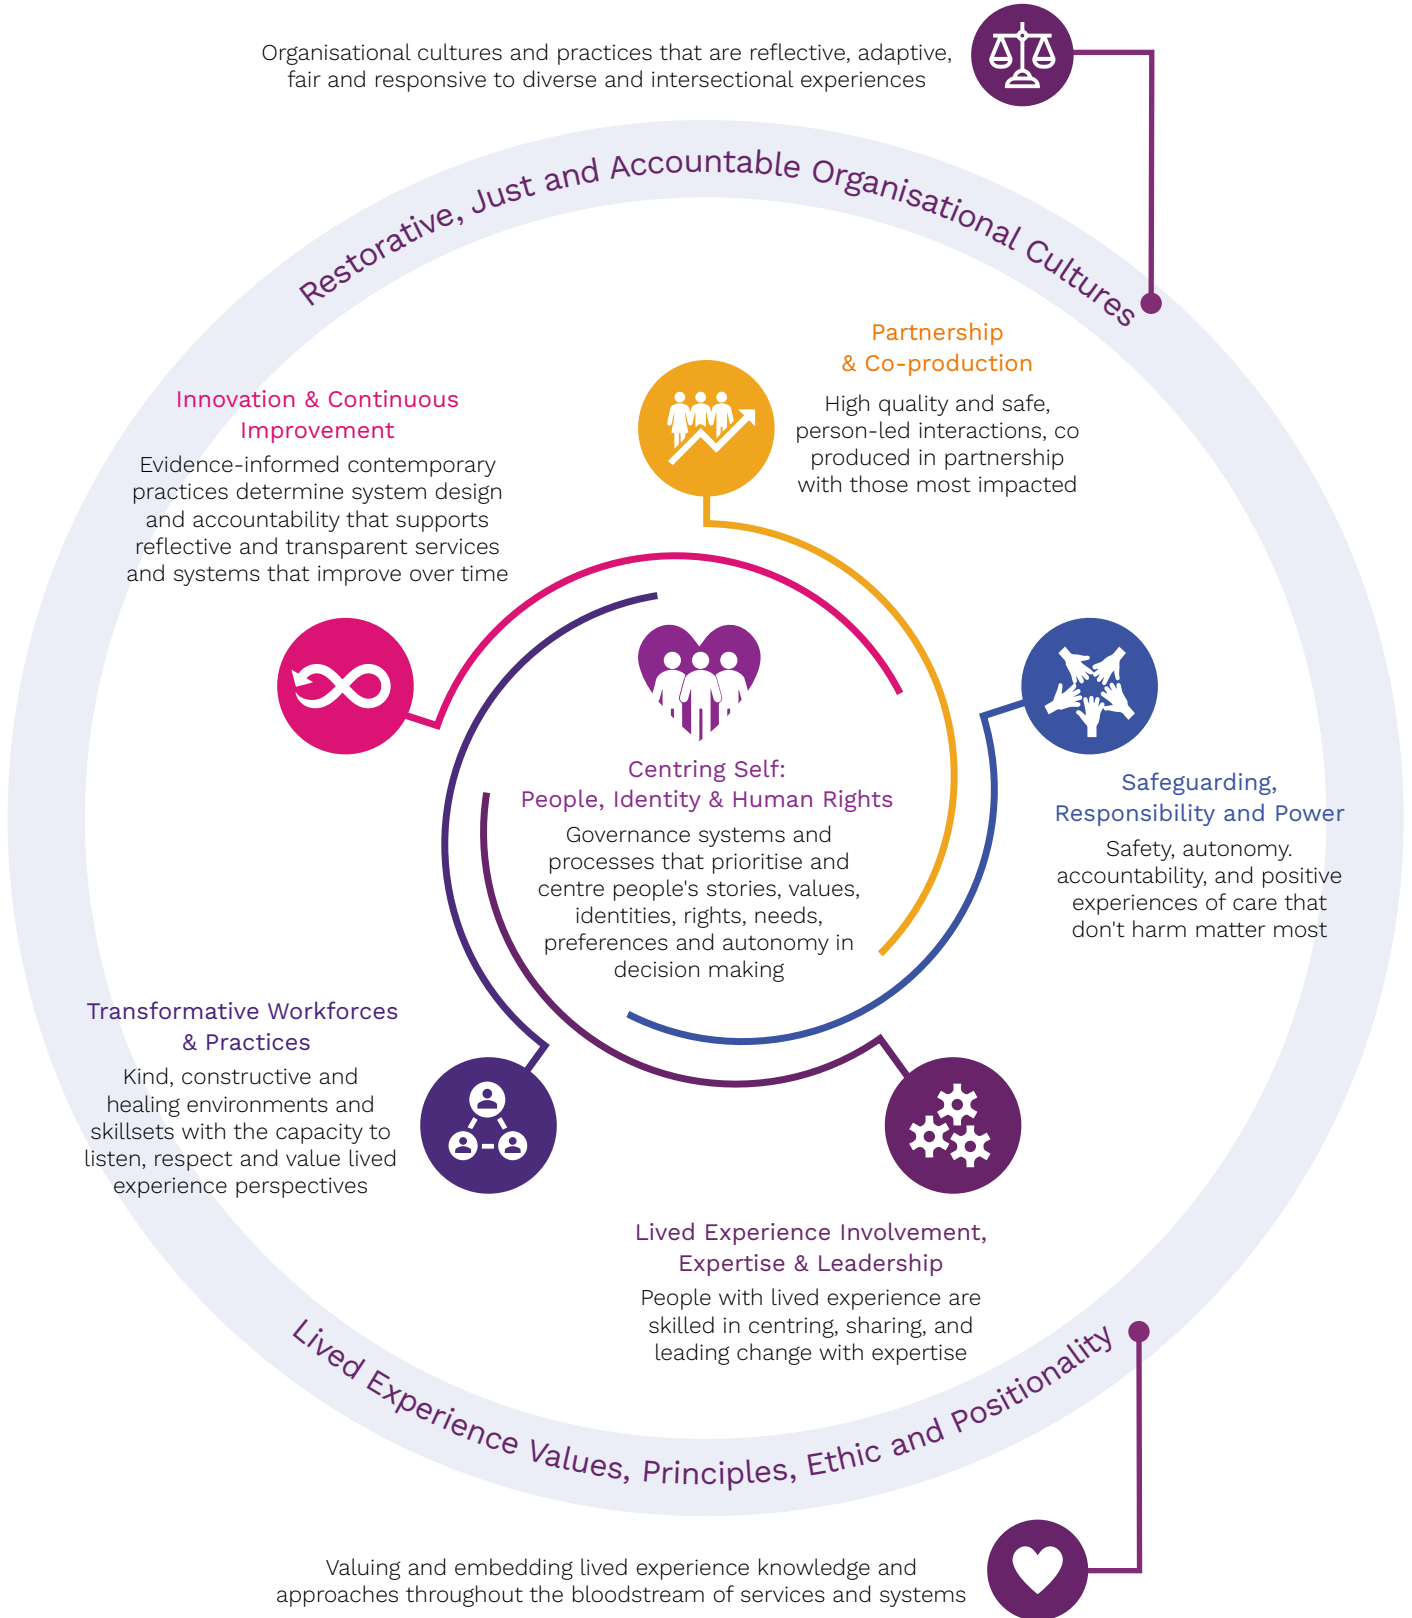 Organisational cultures and practices that are reflective, adaptive,
fair and responsive to diverse and intersectional experiences
Restorative, Just and Accountable Organisational Cultures
Partnership
& Co-production
High quality and safe,
person-led interactions, co
produced in partnership
with those most impacted
Innovation & Continuous
Improvement
Evidence-informed contemporary
practices determine system design
and accountability that supports
reflective and transparent services
and systems that improve over time
Centring Self:
People, Identity & Human Rights
Governance systems and
processes that prioritise and
centre people's stories, values,
identities, rights, needs,
preferences and autonomy in
decision making
Safeguarding,
Responsibility and Power
Safety, autonomy.
accountability, and positive
experiences of care that
don't harm matter most
Transformative Workforces
& Practices
Kind, constructive and
healing environments and
skillsets with the capacity to
listen, respect and value lived
experience perspectives
Lived Experience Involvement,
Expertise & Leadership
People with lived experience are
skilled in centring, sharing, and
leading change with expertise
Lived Experience Values, Principles, Ethic and Positionality
Valuing and embedding lived experience knowledge and
approaches throughout the bloodstream of services and systems